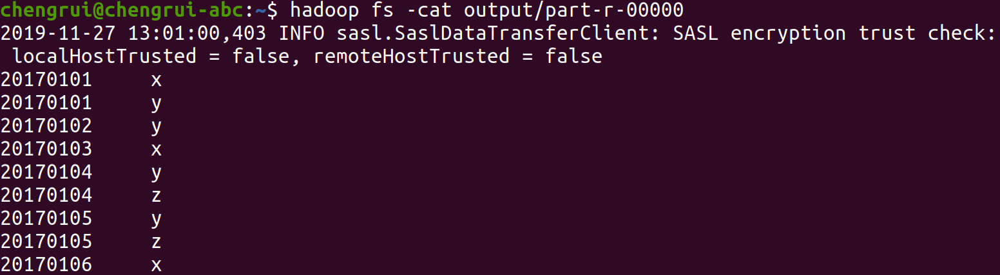 chengrui@chengrui-abc:~$ hadoop fs -cat output/part-r-00000
2019-11-27 13:01:00,403 INFO sasl.SaslDataTransferClient: SASL encryption trust check:
 localHostTrusted = false, remoteHostTrusted = false
20170101     x
20170101     y
20170102     y
20170103     x
20170104     y
20170104     z
20170105     y
20170105     z
20170106     x